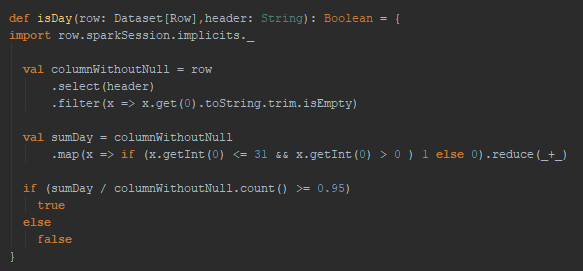 def isDay(row: Dataset[Row],header: String): Boolean = {
import row.sparkSession.implicits._
val columnWithoutNull = row
.select(header)
.filter(x => x.get(0).toString.trim.isEmpty)
val sumDay = columnWithoutNull
.map(x => if (x.getInt(0) <= 31 && x.getInt(0) > 0 ) 1 else 0).reduce(_+_)
if (sumDay / columnWithoutNull.count() >= 0.95)
true
else
false
}